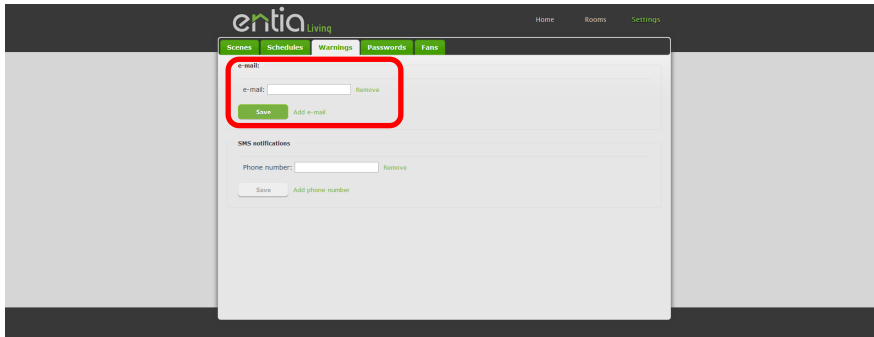 entia Living
Home Rooms Settings
Scenes Schedules Warnings Passwords Fans
e-mail:
e-mail: Remove
Save Add e-mail
SMS notifications
Phone number: Remove
Save Add phone number